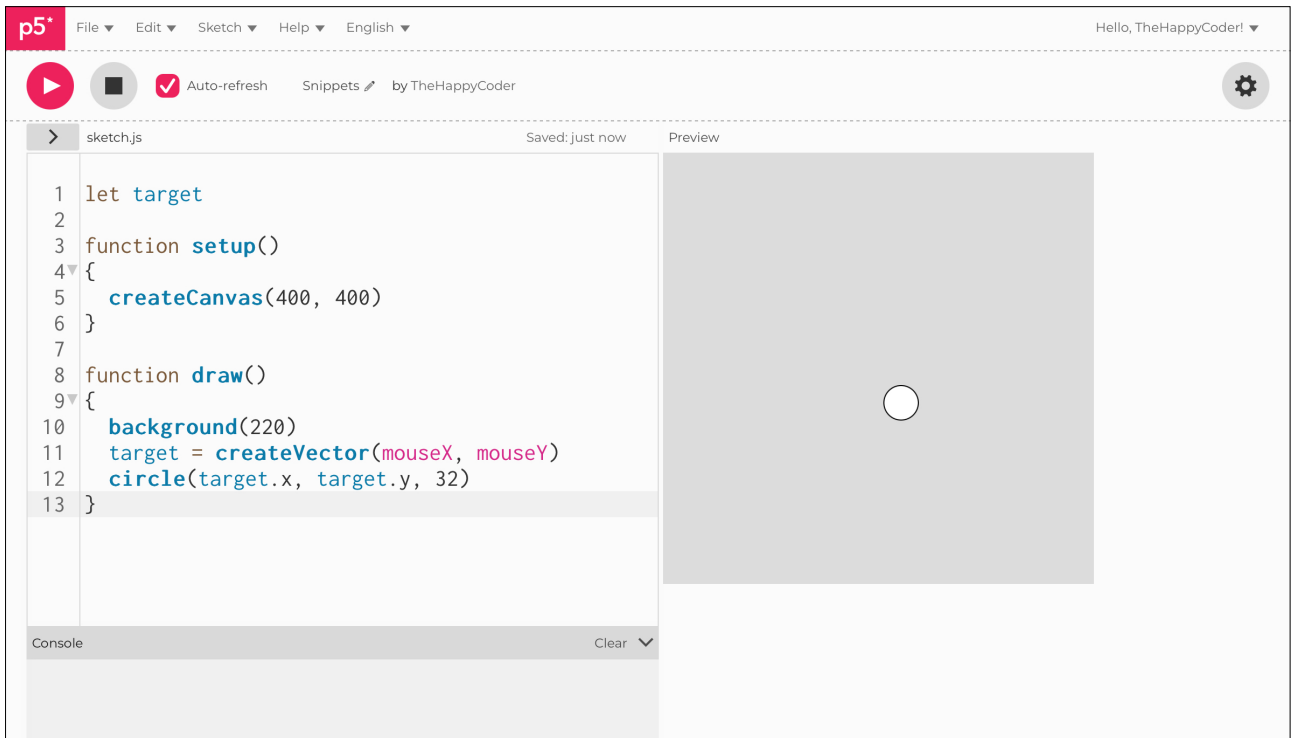 p5* File Edit Sketch Help English Hello, TheHappyCoder!
Auto-refresh Snippets by TheHappyCoder
sketch.js Saved: just now Preview
1 let target
2
3 function setup()
4 {
5 createCanvas(400, 400)
6 }
7
8 function draw()
9 {
10 background(220)
11 target = createVector(mouseX, mouseY)
12 circle(target.x, target.y, 32)
13 }
Console Clear